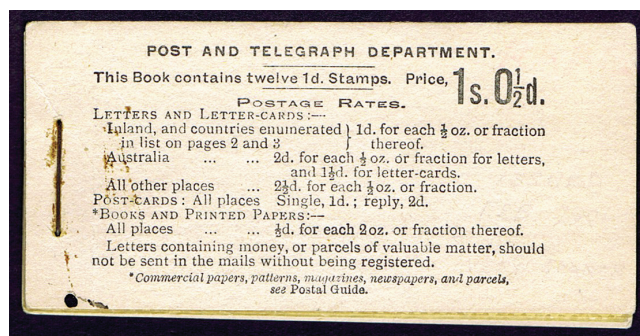 POST AND TELEGRAPH DEPARTMENT.
This Book contains twelve 1d. Stamps. Price, 1s. 0½d.
POSTAGE RATES.
LETTERS AND LETTER-CARDS:—
Inland, and countries enumerated } 1d. for each ½ oz. or fraction
in list on pages 2 and 3 } thereof.
Australia ... ... 2d. for each ½ oz. or fraction for letters,
and 1½d. for letter-cards.
All other places ... 2½d. for each ½ oz. or fraction.
POST-CARDS: All places Single, 1d.; reply, 2d.
*BOOKS AND PRINTED PAPERS:—
All places ... ... ½d. for each 2 oz. or fraction thereof.
Letters containing money, or parcels of valuable matter, should
not be sent in the mails without being registered.
*Commercial papers, patterns, magazines, newspapers, and parcels,
see Postal Guide.